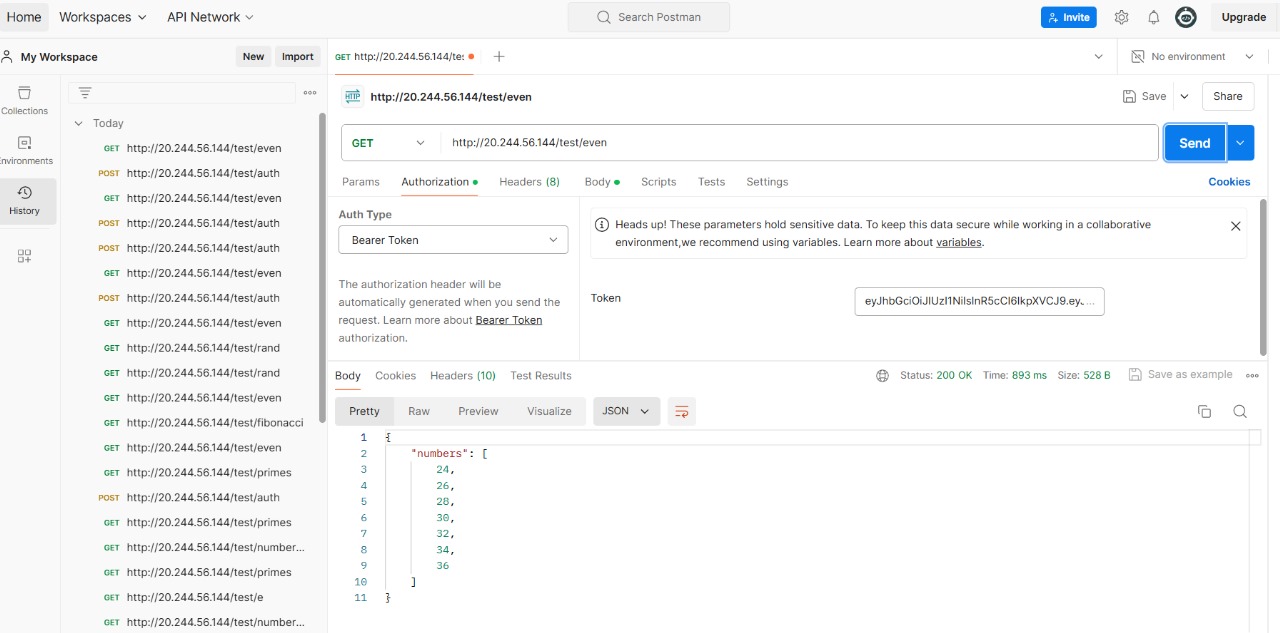 Home Workspaces API Network Search Postman Invite Upgrade
My Workspace New Import GET http://20.244.56.144/tes No environment
Collections
Environments
History
Today
GET http://20.244.56.144/test/even
POST http://20.244.56.144/test/auth
GET http://20.244.56.144/test/even
POST http://20.244.56.144/test/auth
POST http://20.244.56.144/test/auth
GET http://20.244.56.144/test/even
POST http://20.244.56.144/test/auth
GET http://20.244.56.144/test/even
GET http://20.244.56.144/test/rand
GET http://20.244.56.144/test/rand
GET http://20.244.56.144/test/even
GET http://20.244.56.144/test/fibonacci
GET http://20.244.56.144/test/even
GET http://20.244.56.144/test/primes
POST http://20.244.56.144/test/auth
GET http://20.244.56.144/test/primes
GET http://20.244.56.144/test/number...
GET http://20.244.56.144/test/primes
GET http://20.244.56.144/test/e
GET http://20.244.56.144/test/number...
HTTP http://20.244.56.144/test/even Save Share
GET http://20.244.56.144/test/even Send
Params Authorization Headers (8) Body Scripts Tests Settings Cookies
Auth Type
Bearer Token
The authorization header will be
automatically generated when you send the
request. Learn more about Bearer Token
authorization.
Heads up! These parameters hold sensitive data. To keep this data secure while working in a collaborative
environment,we recommend using variables. Learn more about variables.
Token
Body Cookies Headers (10) Test Results Status: 200 OK Time: 893 ms Size: 528 B Save as example
Pretty Raw Preview Visualize JSON
1 {
2 "numbers": [
3 24,
4 26,
5 28,
6 30,
7 32,
8 34,
9 36
10 ]
11 }